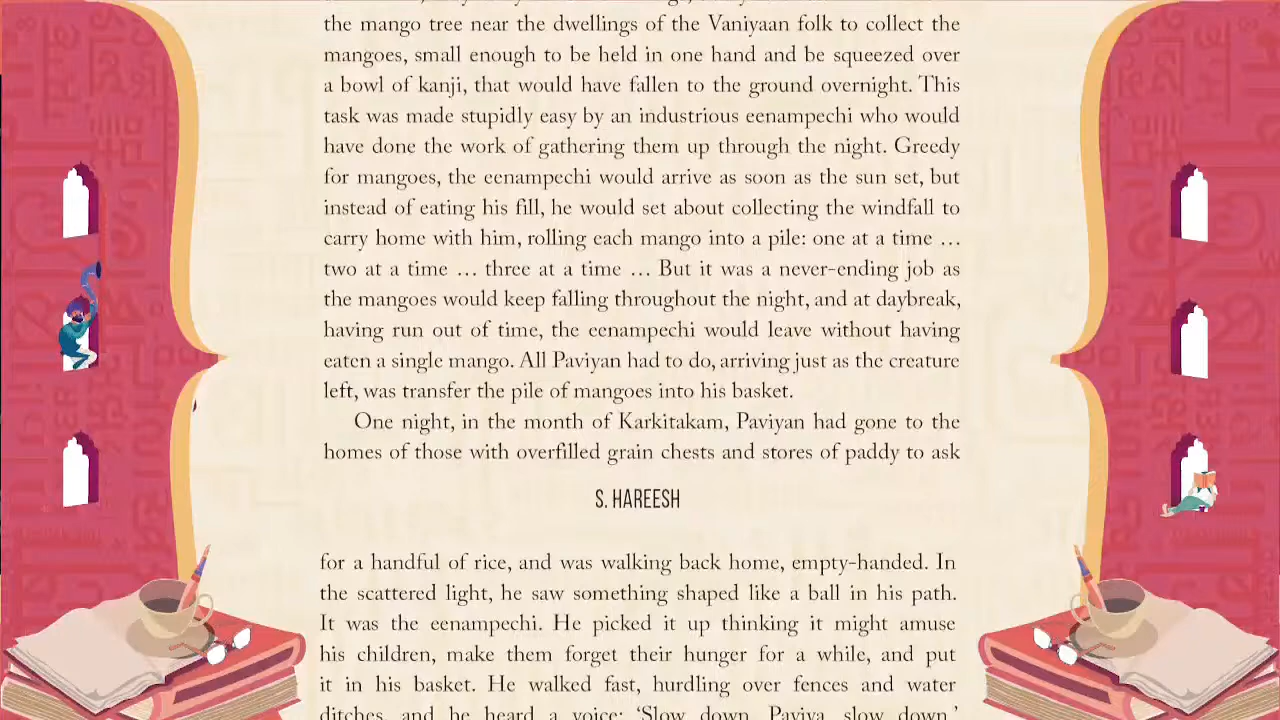 the mango tree near the dwellings of the Vaniyaan folk to collect the
mangoes, small enough to be held in one hand and be squeezed over
a bowl of kanji, that would have fallen to the ground overnight. This
task was made stupidly easy by an industrious eenampechi who would
have done the work of gathering them up through the night. Greedy
for mangoes, the eenampechi would arrive as soon as the sun set, but
instead of eating his fill, he would set about collecting the windfall to
carry home with him, rolling each mango into a pile: one at a time …
two at a time … three at a time … But it was a never-ending job as
the mangoes would keep falling throughout the night, and at daybreak,
having run out of time, the eenampechi would leave without having
eaten a single mango. All Paviyan had to do, arriving just as the creature
left, was transfer the pile of mangoes into his basket.
One night, in the month of Karkitakam, Paviyan had gone to the
homes of those with overfilled grain chests and stores of paddy to ask
S. HAREESH
for a handful of rice, and was walking back home, empty-handed. In
the scattered light, he saw something shaped like a ball in his path.
It was the eenampechi. He picked it up thinking it might amuse
his children, make them forget their hunger for a while, and put
it in his basket. He walked fast, hurdling over fences and water
ditches, and he heard a voice: ‘Slow down, Paviya, slow down.’